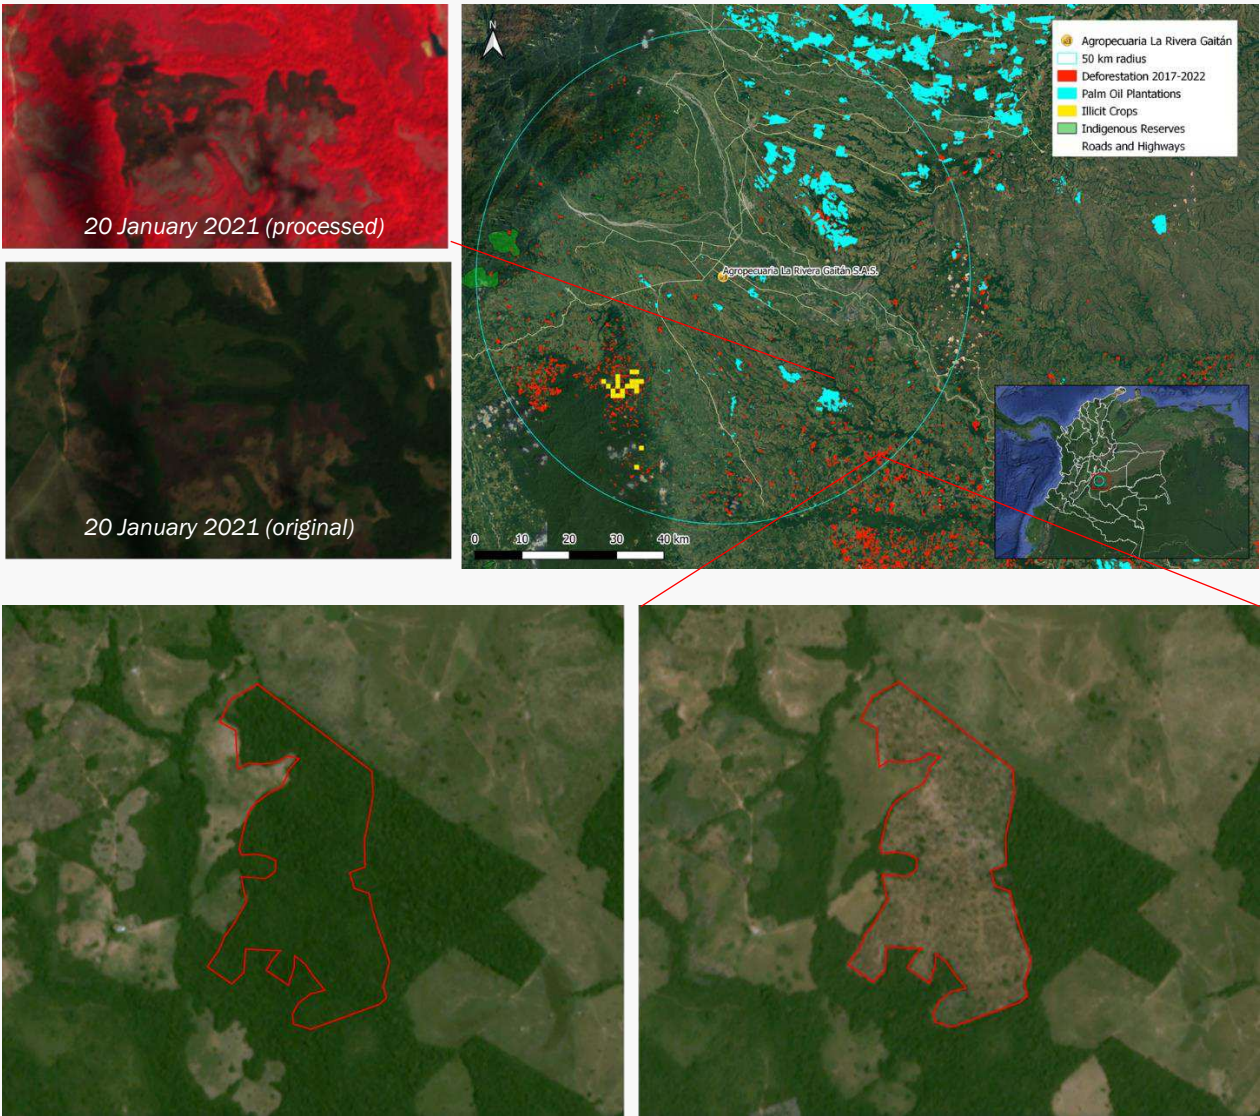 20 January 2021 (processed)
20 January 2021 (original)
N
Agropecuaria La Rivera Gaitán
50 km radius
Deforestation 2017-2022
Palm Oil Plantations
Illicit Crops
Indigenous Reserves
Roads and Highways
Agropecuaria La Rivera Gaitán S.A.S.
0 10 20 30 40 km